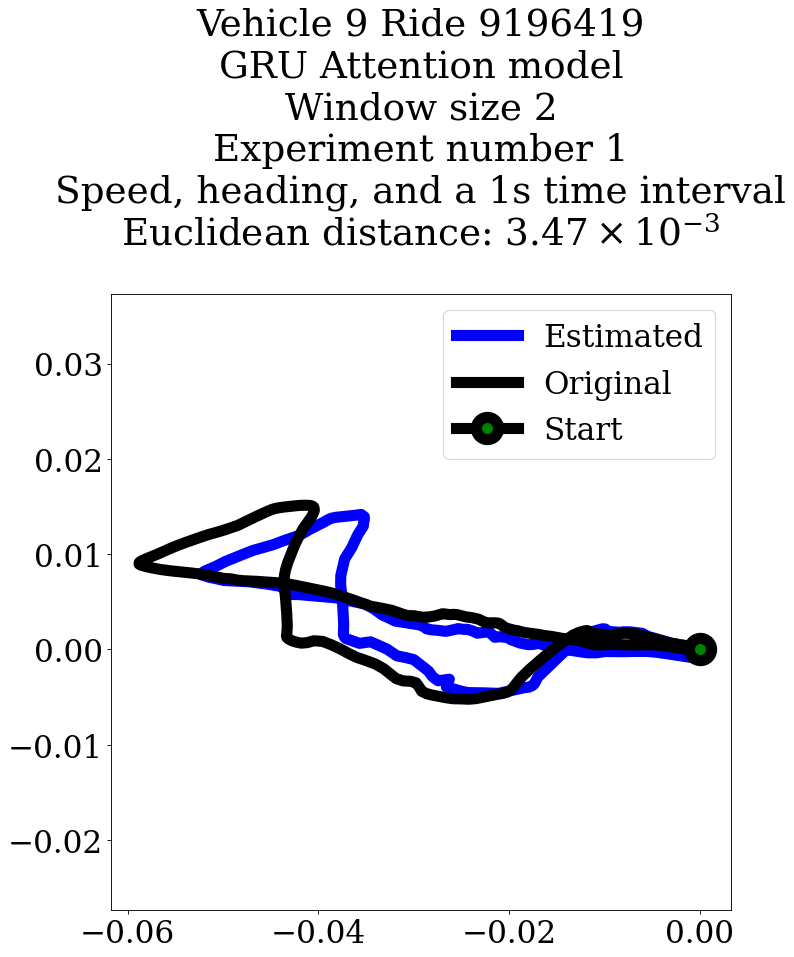 Vehicle 9 Ride 9196419
GRU Attention model
Window size 2
Experiment number 1
Speed, heading, and a 1s time interval
Euclidean distance: 3.47 × 10⁻³
Estimated
Original
Start
0.03
0.02
0.01
0.00
−0.01
−0.02
−0.06 −0.04 −0.02 0.00